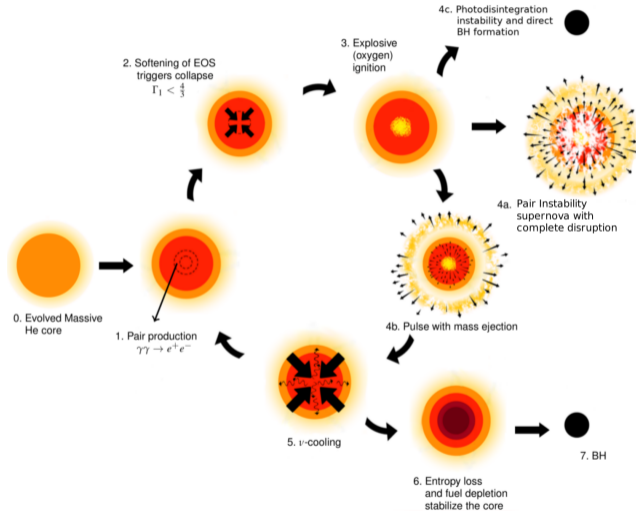 4c. Photodisintegration
instability and direct
BH formation
3. Explosive
(oxygen)
ignition
2. Softening of EOS
triggers collapse
Γ₁ < 4/3
4a. Pair Instability
supernova with
complete disruption
0. Evolved Massive
He core
1. Pair production
γγ → e⁺e⁻
4b. Pulse with mass ejection
5. ν-cooling
6. Entropy loss
and fuel depletion
stabilize the core
7. BH